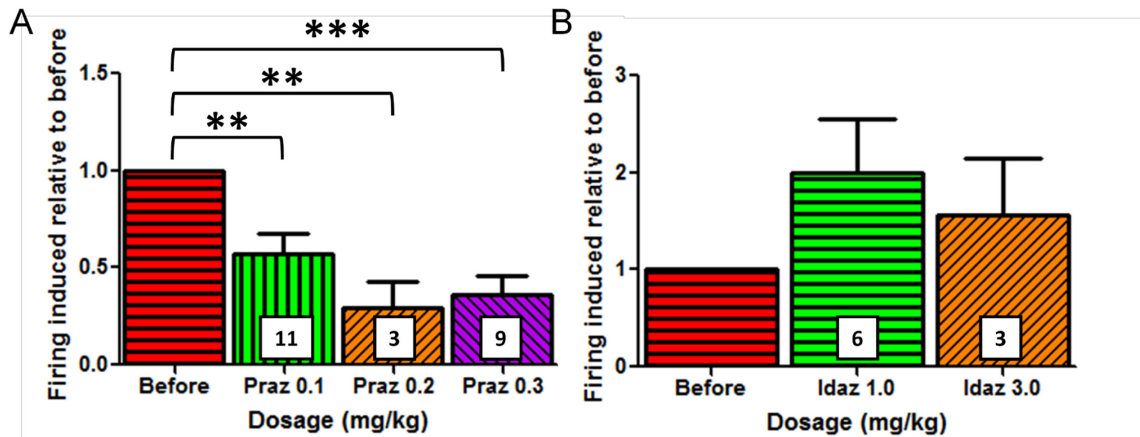 A
***
**
**
Firing induced relative to before
1.5
1.0
0.5
0.0
11
3
9
Before
Praz 0.1
Praz 0.2
Praz 0.3
Dosage (mg/kg)
B
Firing induced relative to before
3
2
1
0
6
3
Before
Idaz 1.0
Idaz 3.0
Dosage (mg/kg)